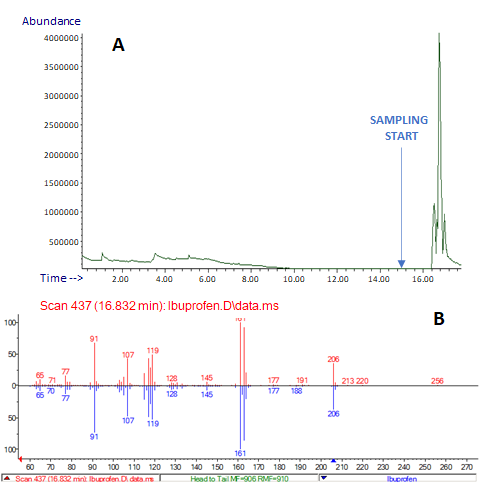 Abundance
A
4000000
3500000
3000000
2500000
2000000
1500000
1000000
500000
SAMPLING
START
Time --> 2.00 4.00 6.00 8.00 10.00 12.00 14.00 16.00
Scan 437 (16.832 min): Ibuprofen.D\data.ms
B
100
50
0
50
100
65 71 77 91 107 119 128 145 161 177 191 206 213 220 256
65 70 77 91 107 119 128 145 161 177 188 206
60 70 80 90 100 110 120 130 140 150 160 170 180 190 200 210 220 230 240 250 260 270
Scan 437 (16.832 min): Ibuprofen.D\ data.ms
Head to Tail MF=906 RMF=910
Ibuprofen